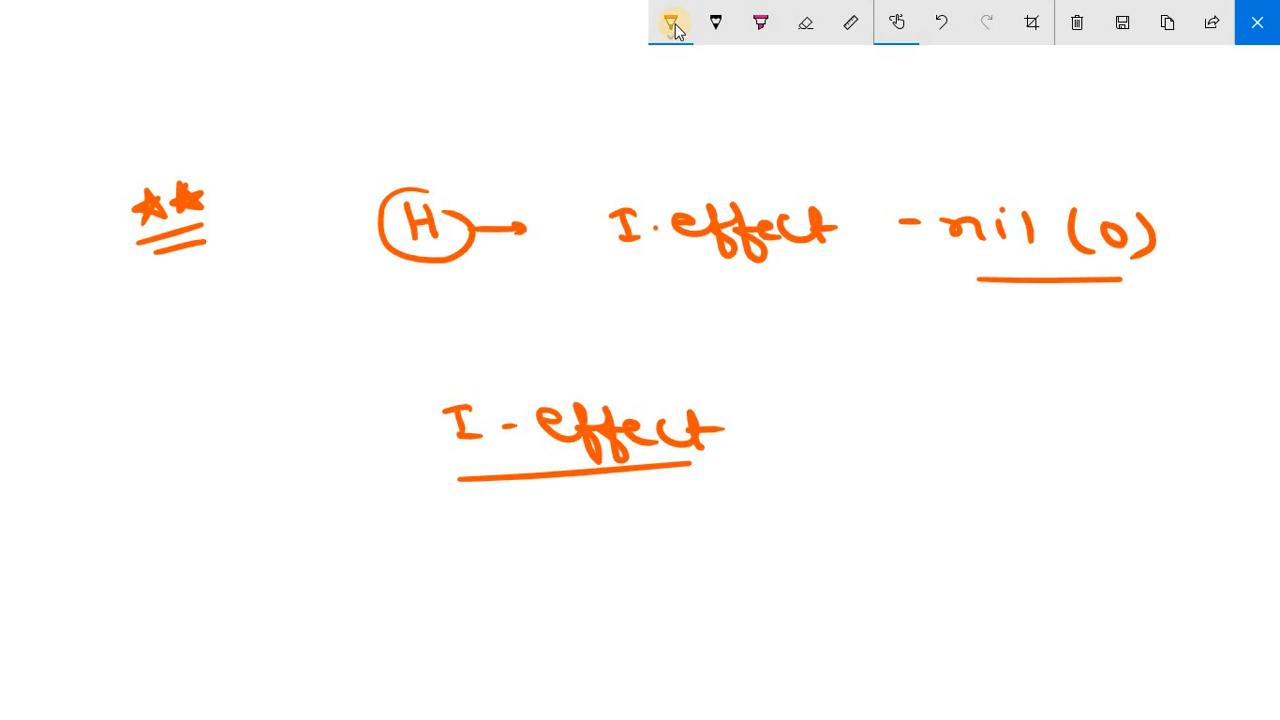 H → I. effect - nil (0)
I - effect